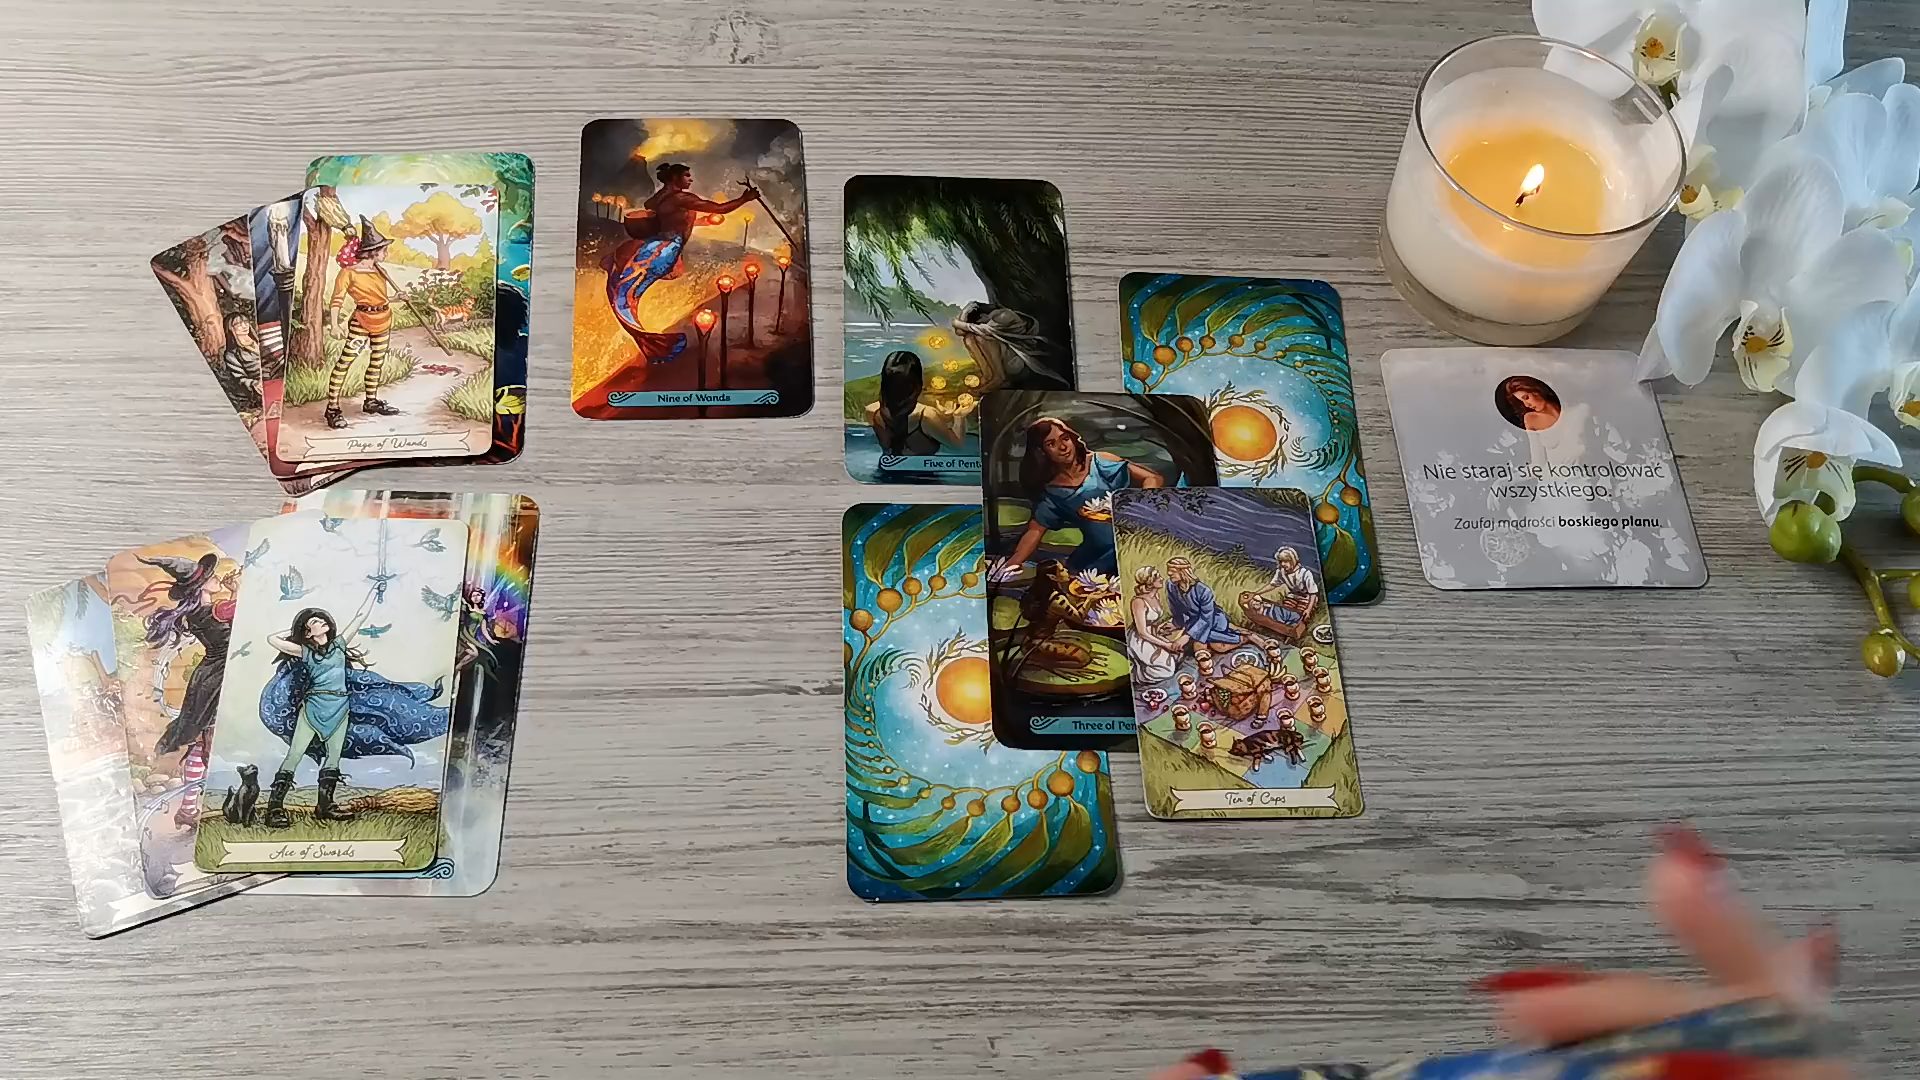 Page of Wands
Nine of Wands
Five of Pent
Nie staraj się kontrolować
wszystkiego.
Zaufaj mądrości boskiego planu.
Three of Pen
Ten of Cups
Ace of Swords